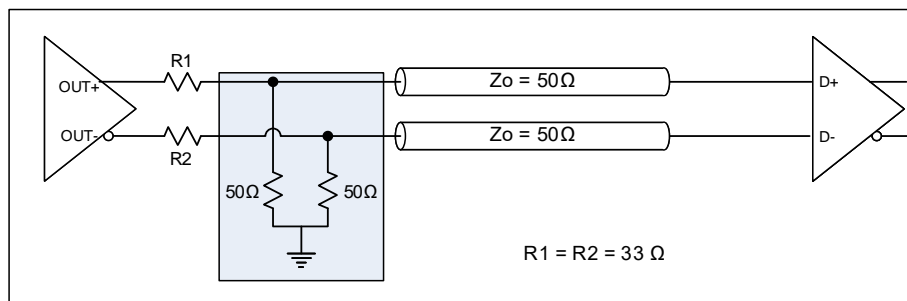 R1
OUT+
Zo = 50Ω
D+
OUT-
Zo = 50Ω
D-
R2
50Ω
50Ω
R1 = R2 = 33 Ω